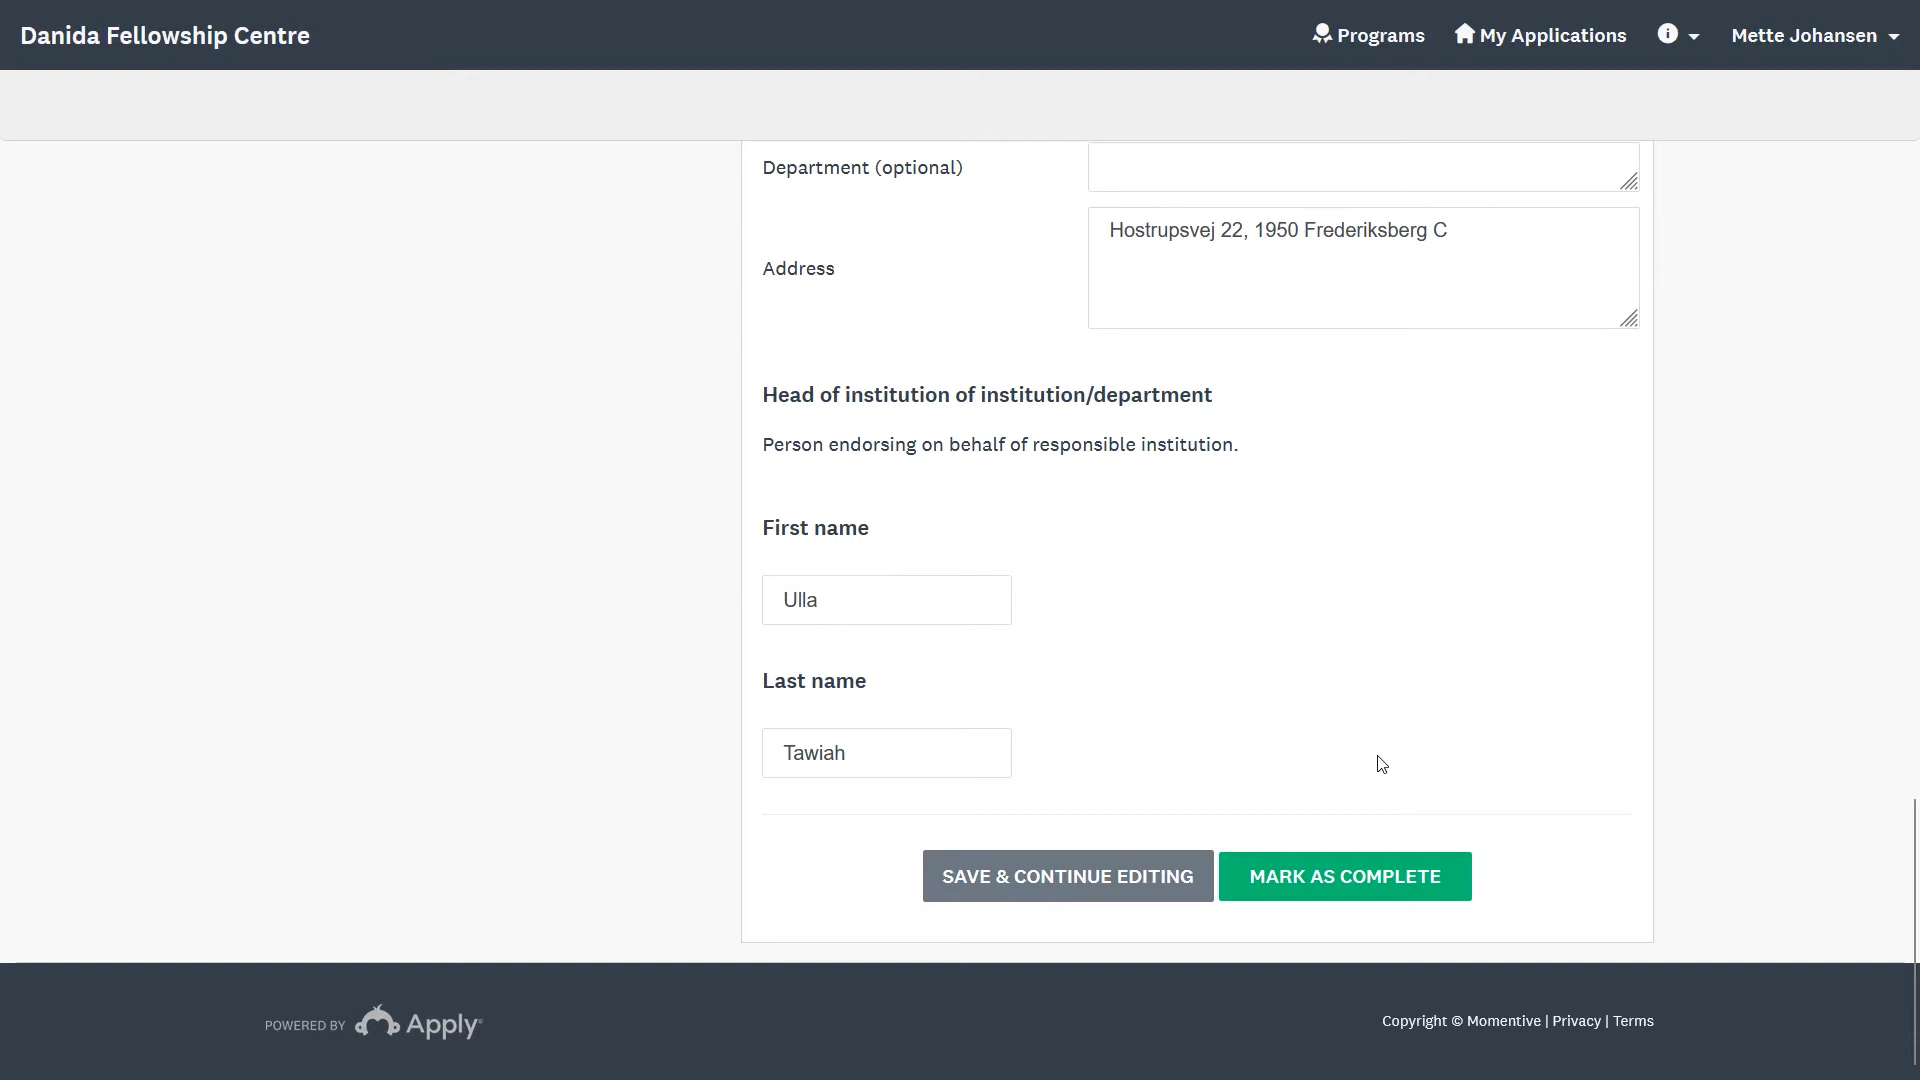 Danida Fellowship Centre
Programs
My Applications
Mette Johansen
Department (optional)
Hostrupsvej 22, 1950 Frederiksberg C
Address
Head of institution of institution/department
Person endorsing on behalf of responsible institution.
First name
Ulla
Last name
Tawiah
SAVE & CONTINUE EDITING
MARK AS COMPLETE
POWERED BY Apply
Copyright © Momentive | Privacy | Terms